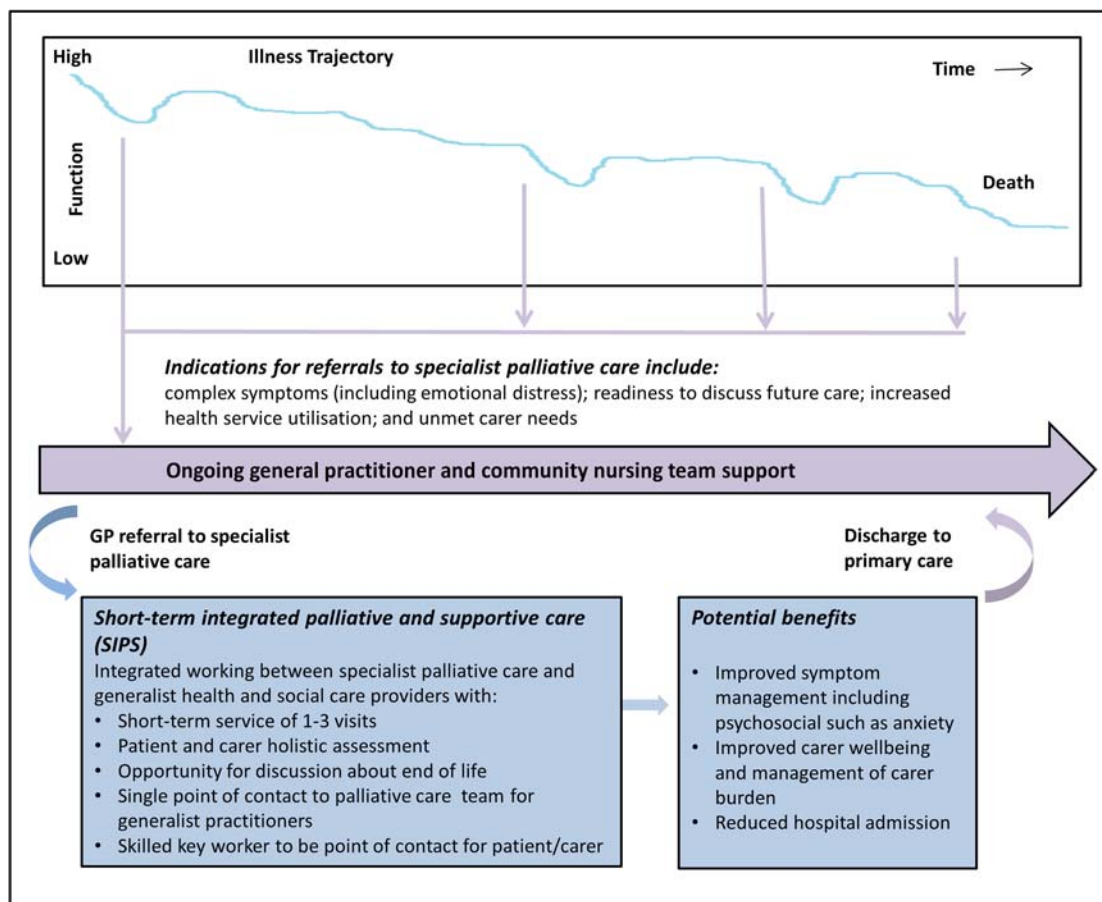 High
Illness Trajectory
Time
Function
Death
Low
Indications for referrals to specialist palliative care include:
complex symptoms (including emotional distress); readiness to discuss future care; increased
health service utilisation; and unmet carer needs
Ongoing general practitioner and community nursing team support
GP referral to specialist
palliative care
Discharge to
primary care
Short-term integrated palliative and supportive care
(SIPS)
Integrated working between specialist palliative care and
generalist health and social care providers with:
• Short-term service of 1-3 visits
• Patient and carer holistic assessment
• Opportunity for discussion about end of life
• Single point of contact to palliative care team for
generalist practitioners
• Skilled key worker to be point of contact for patient/carer
Potential benefits
• Improved symptom
management including
psychosocial such as anxiety
• Improved carer wellbeing
and management of carer
burden
• Reduced hospital admission